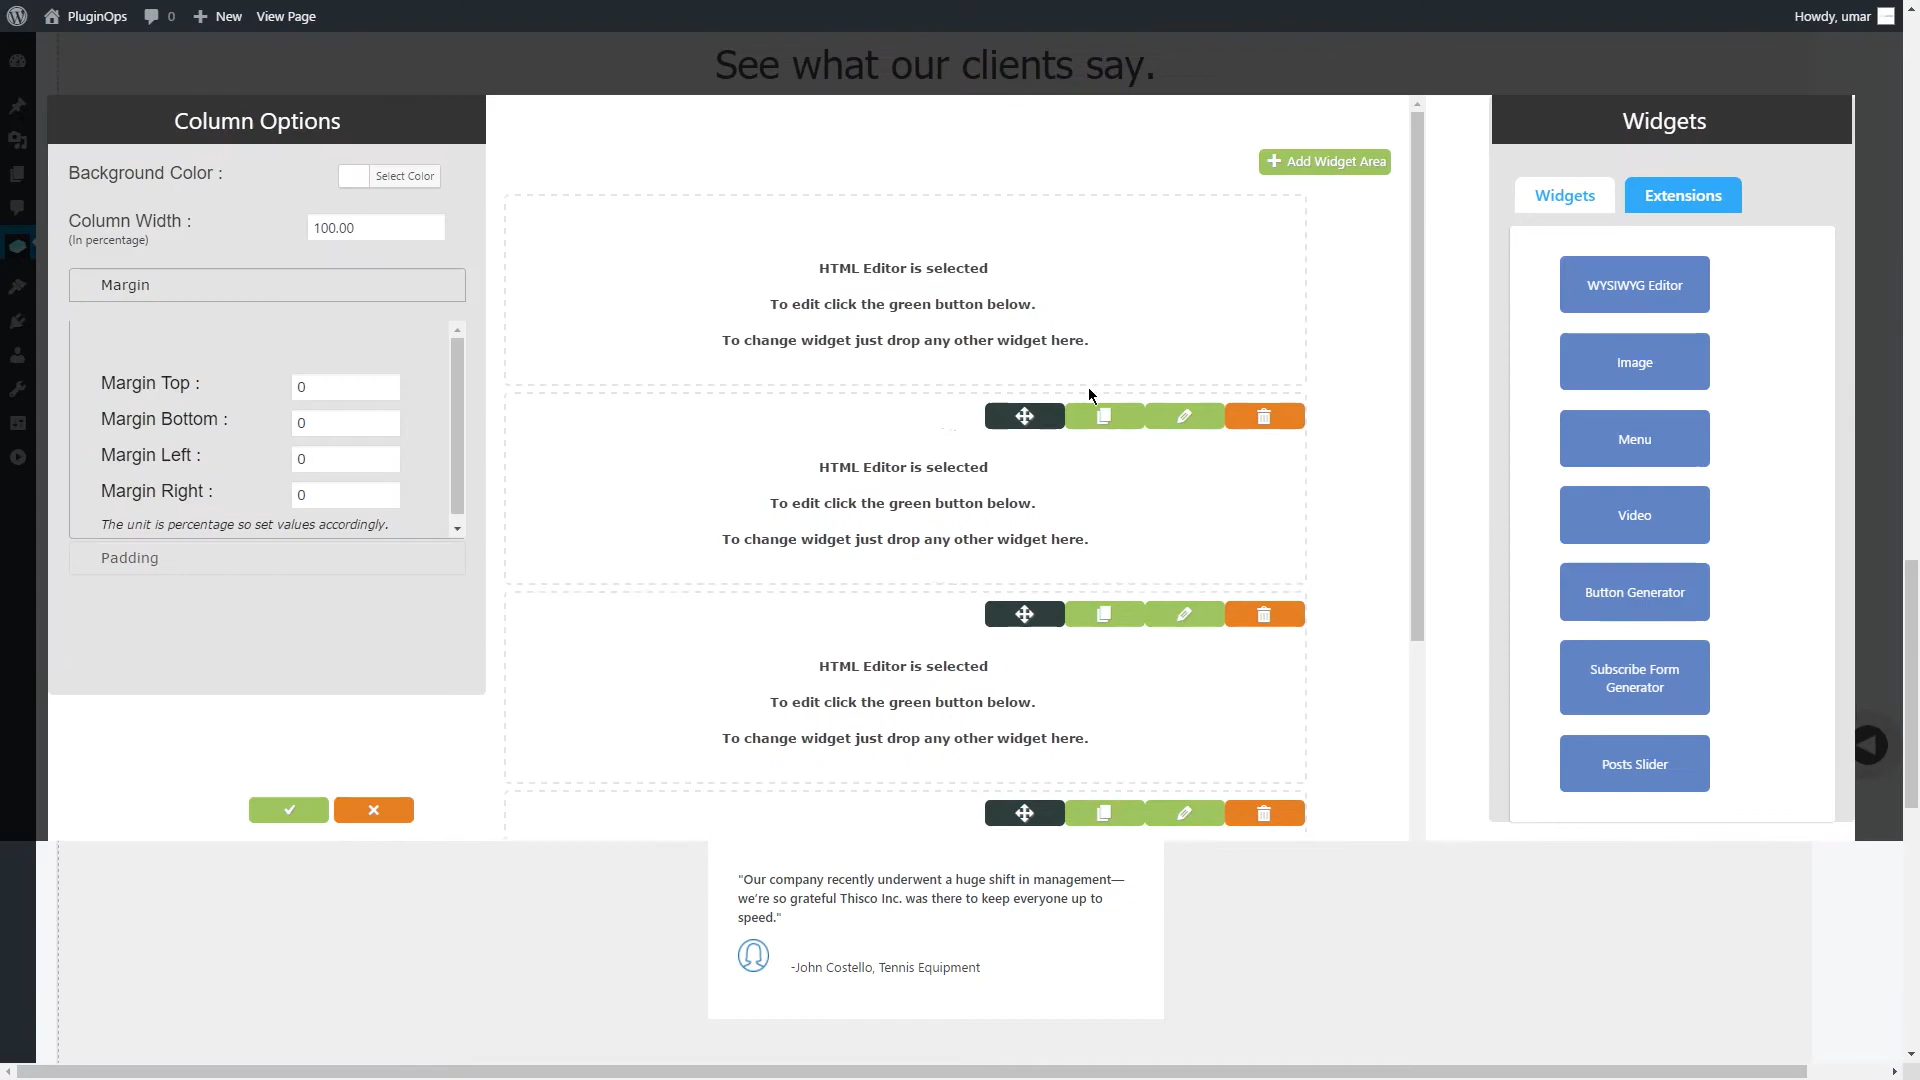 PluginOps
0
New
View Page
Howdy, umar
See what our clients say.
Column Options
Background Color :
Select Color
Column Width :
(In percentage)
100.00
Margin
Margin Top :
0
Margin Bottom :
0
Margin Left :
0
Margin Right :
0
The unit is percentage so set values accordingly.
Padding
Add Widget Area
HTML Editor is selected
To edit click the green button below.
To change widget just drop any other widget here.
HTML Editor is selected
To edit click the green button below.
To change widget just drop any other widget here.
HTML Editor is selected
To edit click the green button below.
To change widget just drop any other widget here.
Widgets
Widgets
Extensions
WYSIWYG Editor
Image
Menu
Video
Button Generator
Subscribe Form
Generator
Posts Slider
"Our company recently underwent a huge shift in management—
we're so grateful Thisco Inc. was there to keep everyone up to
speed."
-John Costello, Tennis Equipment